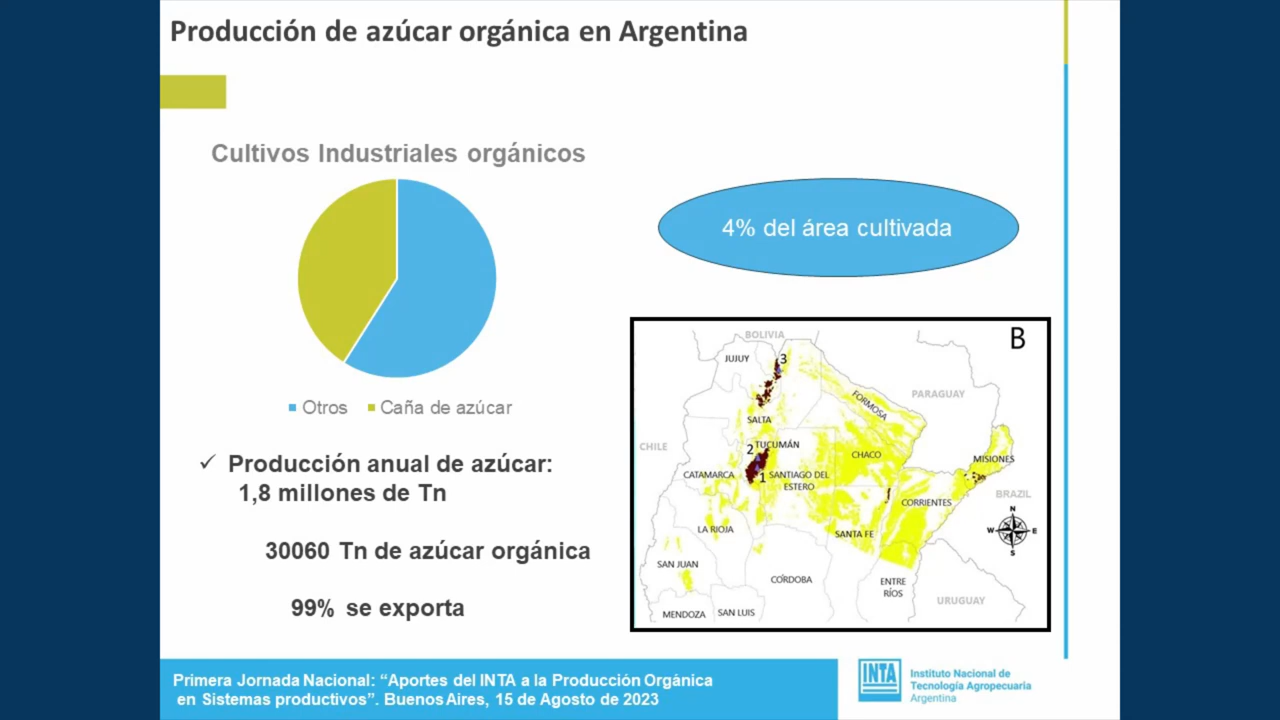 Producción de azúcar orgánica en Argentina
Cultivos Industriales orgánicos
Otros
Caña de azúcar
4% del área cultivada
✓ Producción anual de azúcar:
1,8 millones de Tn
30060 Tn de azúcar orgánica
99% se exporta
B
BOLIVIA
JUJUY
3
PARAGUAY
FORMOSA
SALTA
CHILE
2
TUCUMÁN
CHACO
MISIONES
CATAMARCA
1
SANTIAGO DEL
ESTERO
BRAZIL
CORRIENTES
N
W
E
S
LA RIOJA
SANTA FE
SAN JUAN
CÓRDOBA
ENTRE
RÍOS
URUGUAY
MENDOZA
SAN LUIS
Primera Jornada Nacional: “Aportes del INTA a la Producción Orgánica
en Sistemas productivos”. Buenos Aires, 15 de Agosto de 2023
INTA
Instituto Nacional de
Tecnología Agropecuaria
Argentina